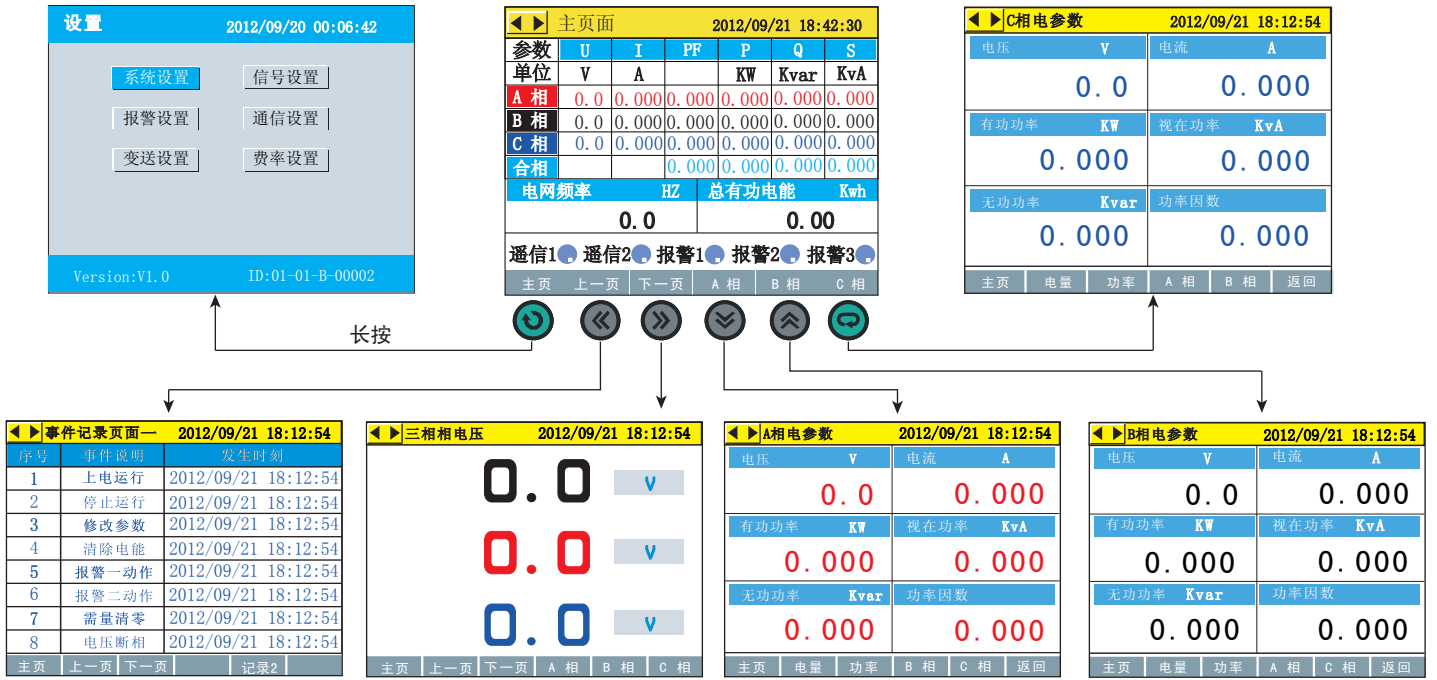 设置 2012/09/20 00:06:42
系统设置 信号设置
报警设置 通信设置
变送设置 费率设置
Version:V1.0 ID:01-01-B-00002
主页面 2012/09/21 18:42:30
参数 U I PF P Q S
单位 V A KW Kvar KvA
A 相 0.0 0.000 0.000 0.000 0.000 0.000
B 相 0.0 0.000 0.000 0.000 0.000 0.000
C 相 0.0 0.000 0.000 0.000 0.000 0.000
合相 0.000 0.000 0.000 0.000
电网频率 HZ 总有功电能 Kwh
0.0 0.00
遥信1 遥信2 报警1 报警2 报警3
主页 上一页 下一页 A 相 B 相 C 相
C相电参数 2012/09/21 18:12:54
电压 V 电流 A
0.0 0.000
有功功率 KW 视在功率 KvA
0.000 0.000
无功功率 Kvar 功率因数
0.000 0.000
主页 电量 功率 A 相 B 相 返回
长按
事件记录页面一 2012/09/21 18:12:54
序号 事件说明 发生时刻
1 上电运行 2012/09/21 18:12:54
2 停止运行 2012/09/21 18:12:54
3 修改参数 2012/09/21 18:12:54
4 清除电能 2012/09/21 18:12:54
5 报警一动作 2012/09/21 18:12:54
6 报警二动作 2012/09/21 18:12:54
7 需量清零 2012/09/21 18:12:54
8 电压断相 2012/09/21 18:12:54
主页 上一页 下一页 记录2
三相相电压 2012/09/21 18:12:54
0.0 V
0.0 V
0.0 V
主页 上一页 下一页 A 相 B 相 C 相
A相电参数 2012/09/21 18:12:54
电压 V 电流 A
0.0 0.000
有功功率 KW 视在功率 KvA
0.000 0.000
无功功率 Kvar 功率因数
0.000 0.000
主页 电量 功率 B 相 C 相 返回
B相电参数 2012/09/21 18:12:54
电压 V 电流 A
0.0 0.000
有功功率 KW 视在功率 KvA
0.000 0.000
无功功率 Kvar 功率因数
0.000 0.000
主页 电量 功率 A 相 C 相 返回